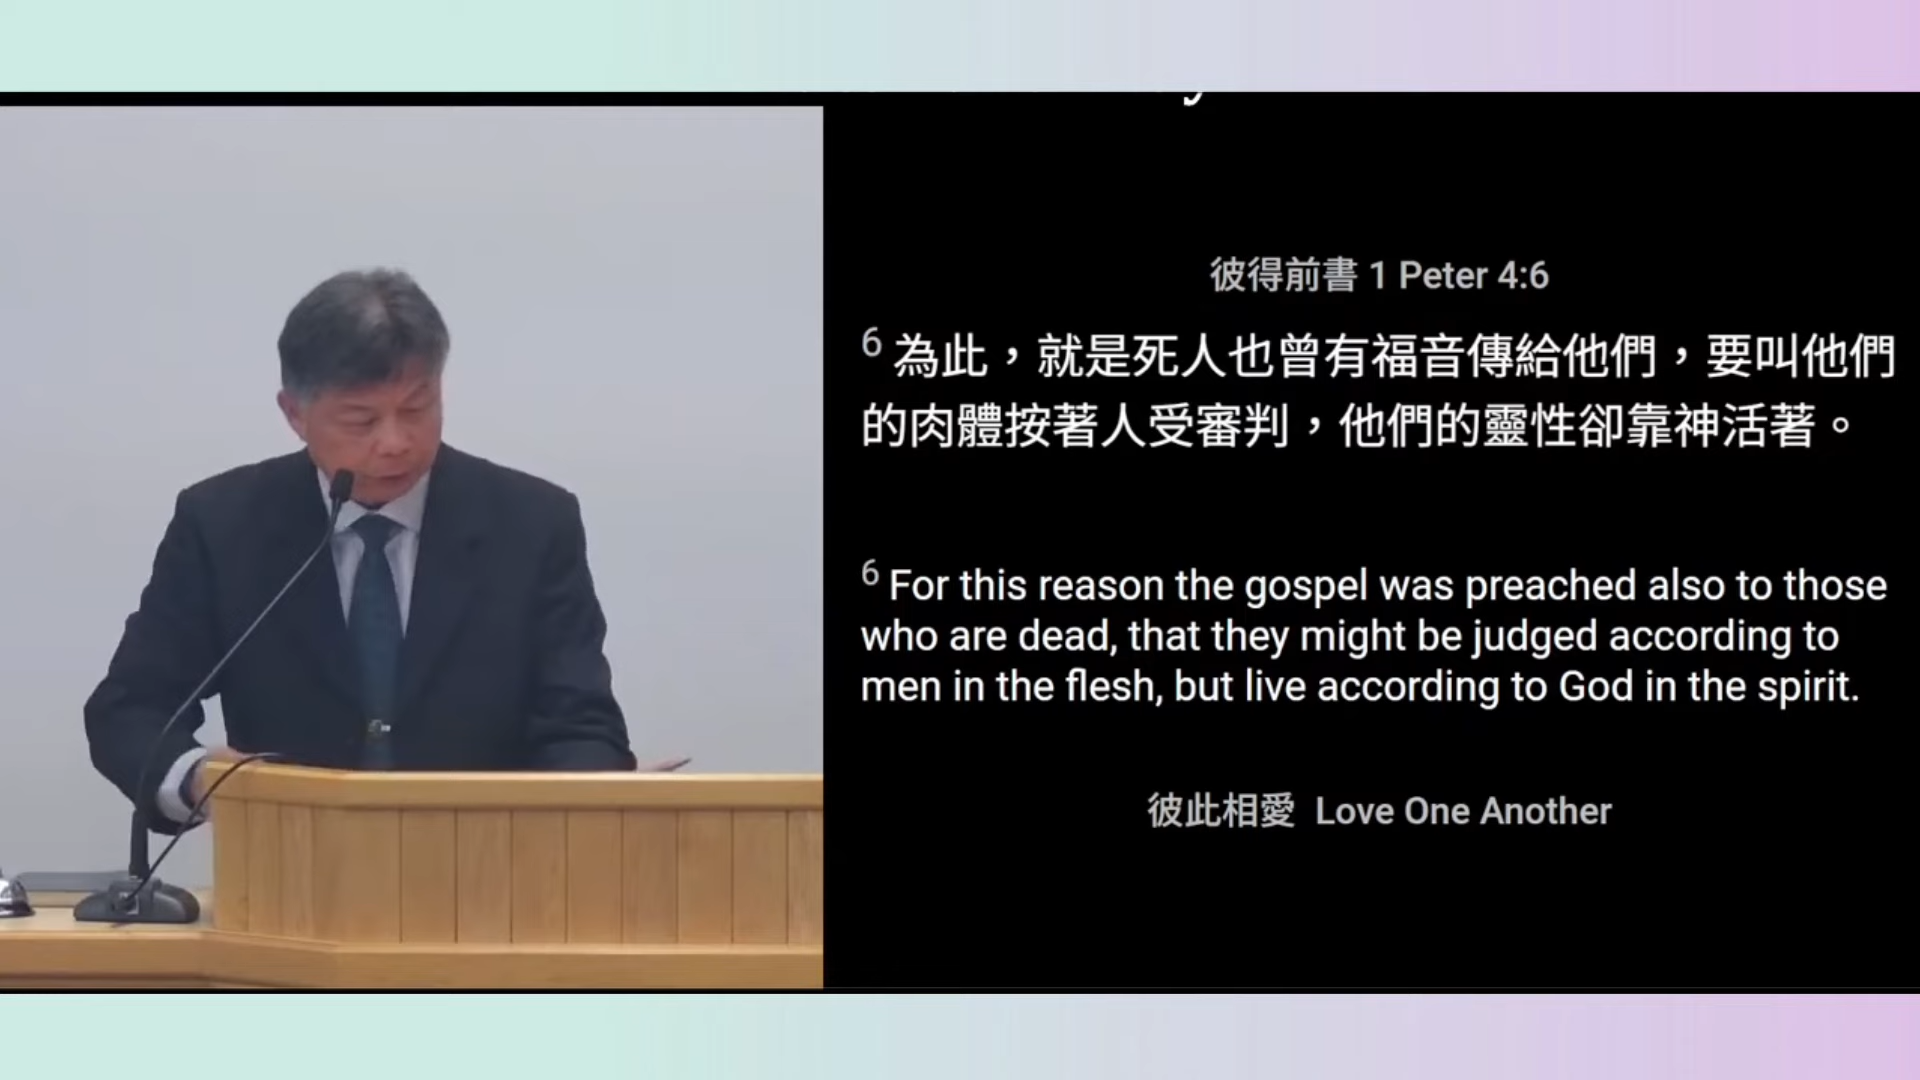 彼得前書 1 Peter 4:6
6 為此，就是死人也曾有福音傳給他們，要叫他們
的肉體按著人受審判，他們的靈性卻靠神活著。
6 For this reason the gospel was preached also to those
who are dead, that they might be judged according to
men in the flesh, but live according to God in the spirit.
彼此相愛 Love One Another